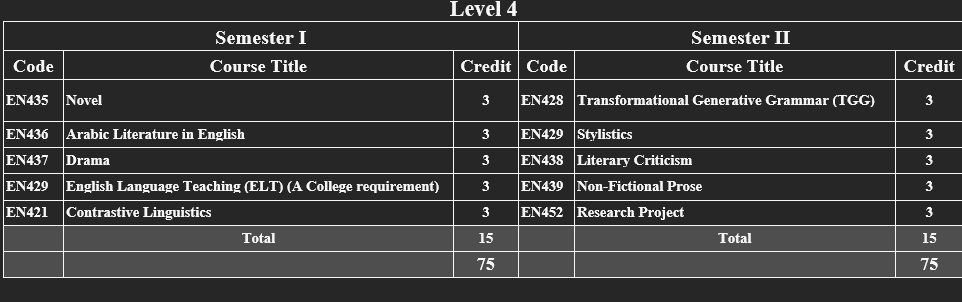 Level 4
Semester I Semester II
Code Course Title Credit Code Course Title Credit
EN435 Novel 3 EN428 Transformational Generative Grammar (TGG) 3
EN436 Arabic Literature in English 3 EN429 Stylistics 3
EN437 Drama 3 EN438 Literary Criticism 3
EN429 English Language Teaching (ELT) (A College requirement) 3 EN439 Non-Fictional Prose 3
EN421 Contrastive Linguistics 3 EN452 Research Project 3
Total 15 Total 15
75 75